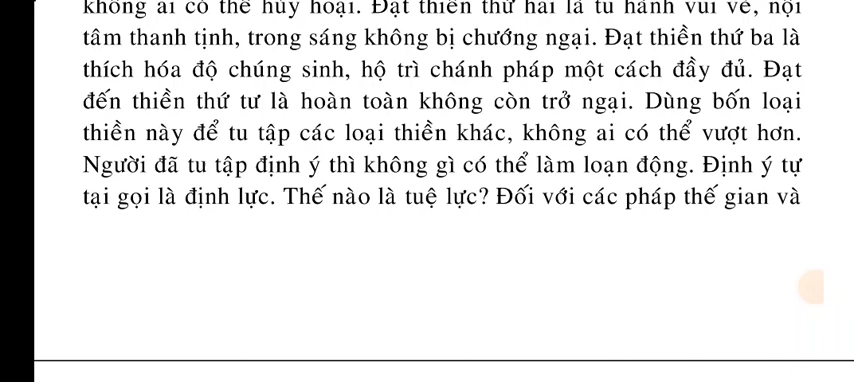 không ai có thể hủy hoại. Đạt thiền thứ hai là tu hành vui vẻ, nội
tâm thanh tịnh, trong sáng không bị chướng ngại. Đạt thiền thứ ba là
thích hóa độ chúng sinh, hộ trì chánh pháp một cách đầy đủ. Đạt
đến thiền thứ tư là hoàn toàn không còn trở ngại. Dùng bốn loại
thiền này để tu tập các loại thiền khác, không ai có thể vượt hơn.
Người đã tu tập định ý thì không gì có thể làm loạn động. Định ý tự
tại gọi là định lực. Thế nào là tuệ lực? Đối với các pháp thế gian và